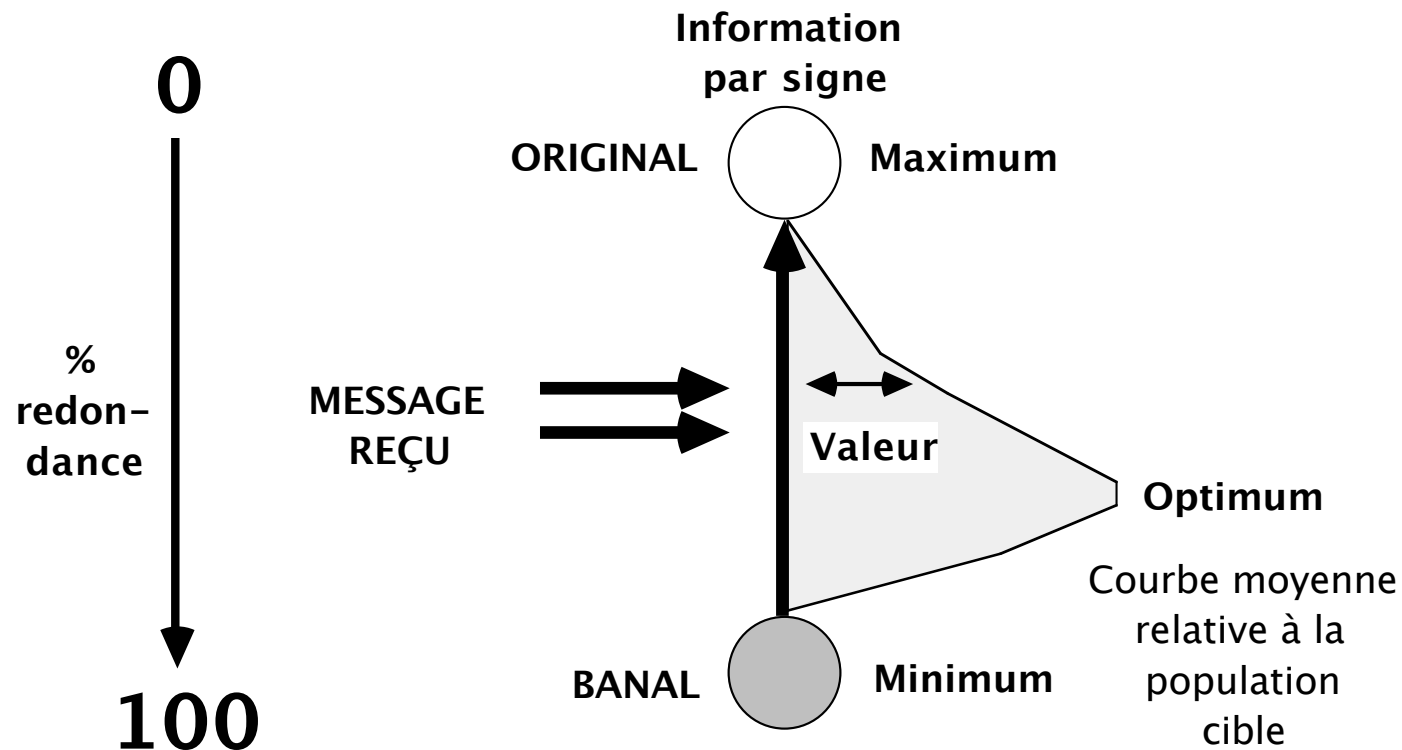 Information
par signe
0
ORIGINAL
Maximum
%
redon-
dance
MESSAGE
REÇU
Valeur
Optimum
Courbe moyenne
relative à la
population
cible
BANAL
Minimum
100